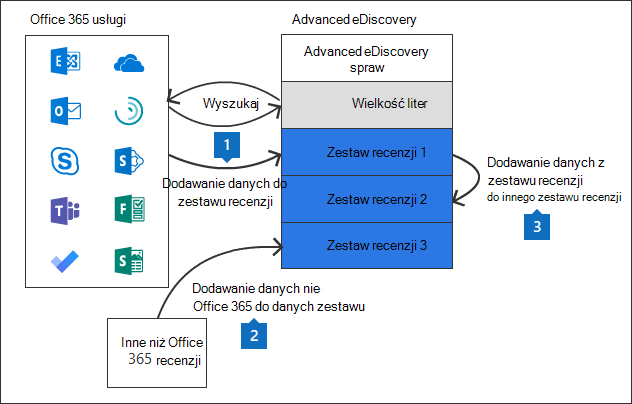 Office 365 usługi
Advanced eDiscovery
Advanced eDiscovery
spraw
Wyszukaj
Wielkość liter
1
Zestaw recenzji 1
Dodawanie danych do
zestawu recenzji
Zestaw recenzji 2
Dodawanie danych z
zestawu recenzji
do innego zestawu recenzji
3
Zestaw recenzji 3
Dodawanie danych nie
Office 365 do danych zestawu
2
Inne niż Office
365 recenzji